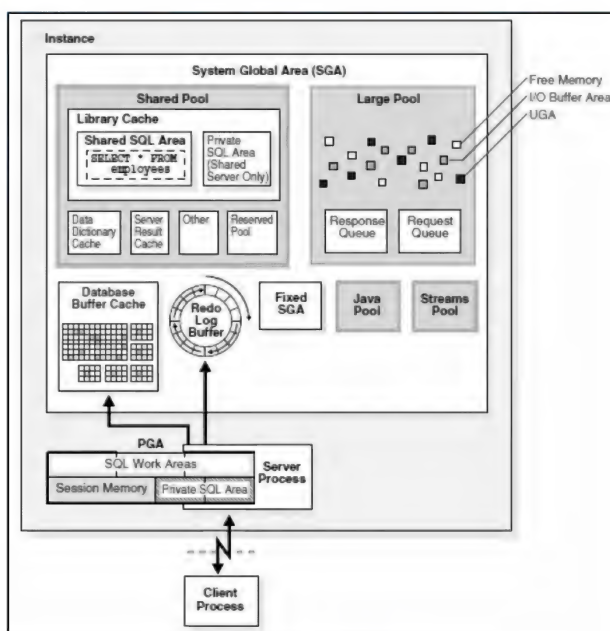 Instance
System Global Area (SGA)
Shared Pool
Library Cache
Shared SQL Area
SELECT * FROM
employees
Private
SQL Area
(Shared
Server Only)
Data
Dictionary
Cache
Server
Result
Cache
Other
Reserved
Pool
Large Pool
Response
Queue
Request
Queue
Free Memory
I/O Buffer Area
UGA
Database
Buffer Cache
Redo
Log
Buffer
Fixed
SGA
Java
Pool
Streams
Pool
PGA
SQL Work Areas
Session Memory
Private SQL Area
Server
Process
Client
Process